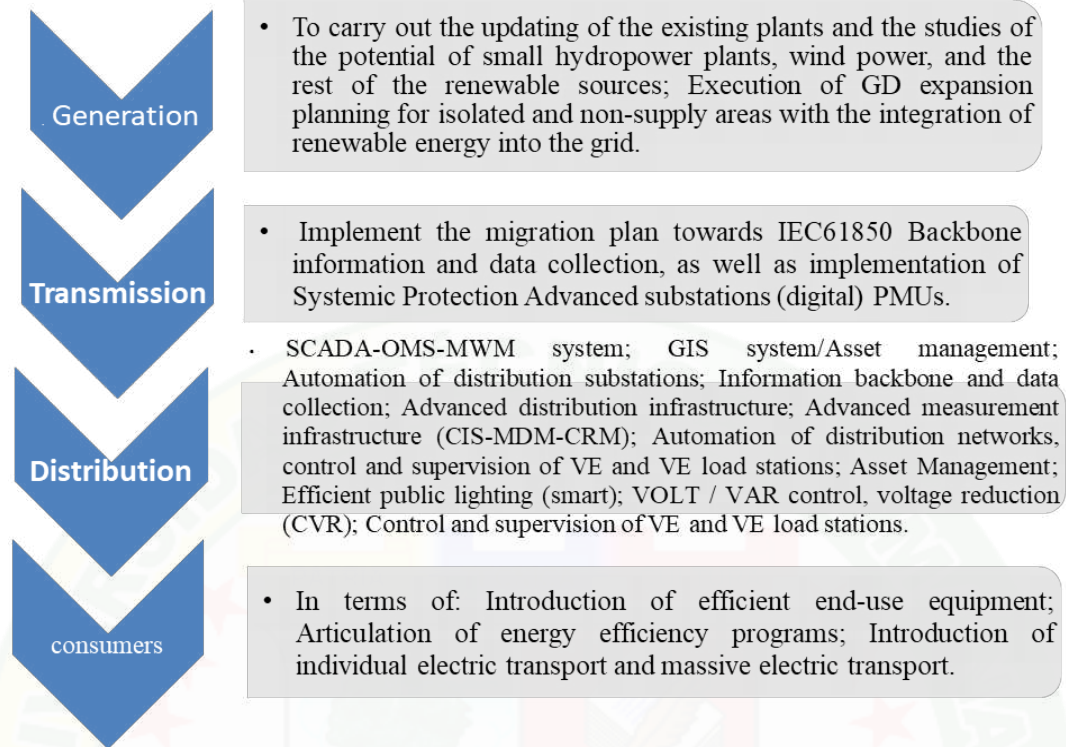 Generation
• To carry out the updating of the existing plants and the studies of
the potential of small hydropower plants, wind power, and the
rest of the renewable sources; Execution of GD expansion
planning for isolated and non-supply areas with the integration of
renewable energy into the grid.
Transmission
• Implement the migration plan towards IEC61850 Backbone
information and data collection, as well as implementation of
Systemic Protection Advanced substations (digital) PMUs.
Distribution
• SCADA-OMS-MWM system; GIS system/Asset management;
Automation of distribution substations; Information backbone and data
collection; Advanced distribution infrastructure; Advanced measurement
infrastructure (CIS-MDM-CRM); Automation of distribution networks,
control and supervision of VE and VE load stations; Asset Management;
Efficient public lighting (smart); VOLT / VAR control, voltage reduction
(CVR); Control and supervision of VE and VE load stations.
consumers
• In terms of: Introduction of efficient end-use equipment;
Articulation of energy efficiency programs; Introduction of
individual electric transport and massive electric transport.